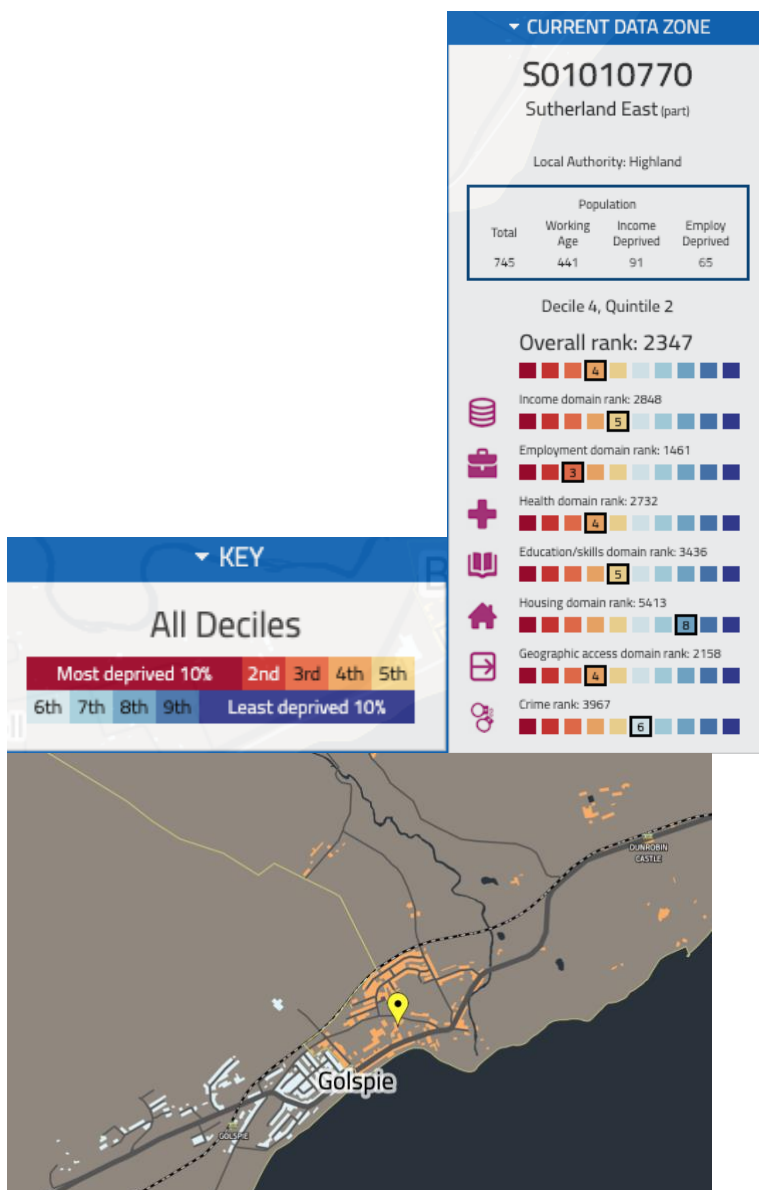 CURRENT DATA ZONE
S01010770
Sutherland East (part)
Local Authority: Highland
Population
Total Working Age Income Deprived Employ Deprived
745 441 91 65
Decile 4, Quintile 2
Overall rank: 2347
4
Income domain rank: 2848
5
Employment domain rank: 1461
3
Health domain rank: 2732
4
Education/skills domain rank: 3436
5
Housing domain rank: 5413
8
Geographic access domain rank: 2158
4
Crime rank: 3967
6
KEY
All Deciles
Most deprived 10% 2nd 3rd 4th 5th
6th 7th 8th 9th Least deprived 10%
DUNROBIN
CASTLE
Golspie
GOLSPIE